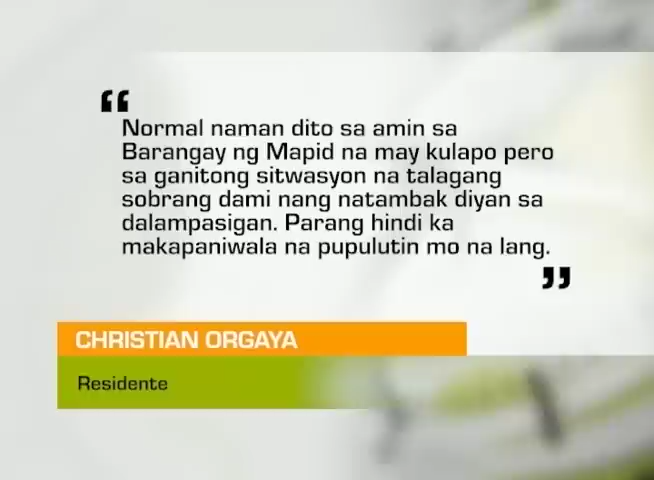 “
Normal naman dito sa amin sa
Barangay ng Mapid na may kulapo pero
sa ganitong sitwasyon na talagang
sobrang dami nang natambak diyan sa
dalampasigan. Parang hindi ka
makapaniwala na pupulutin mo na lang.
”
CHRISTIAN ORGAYA
Residente